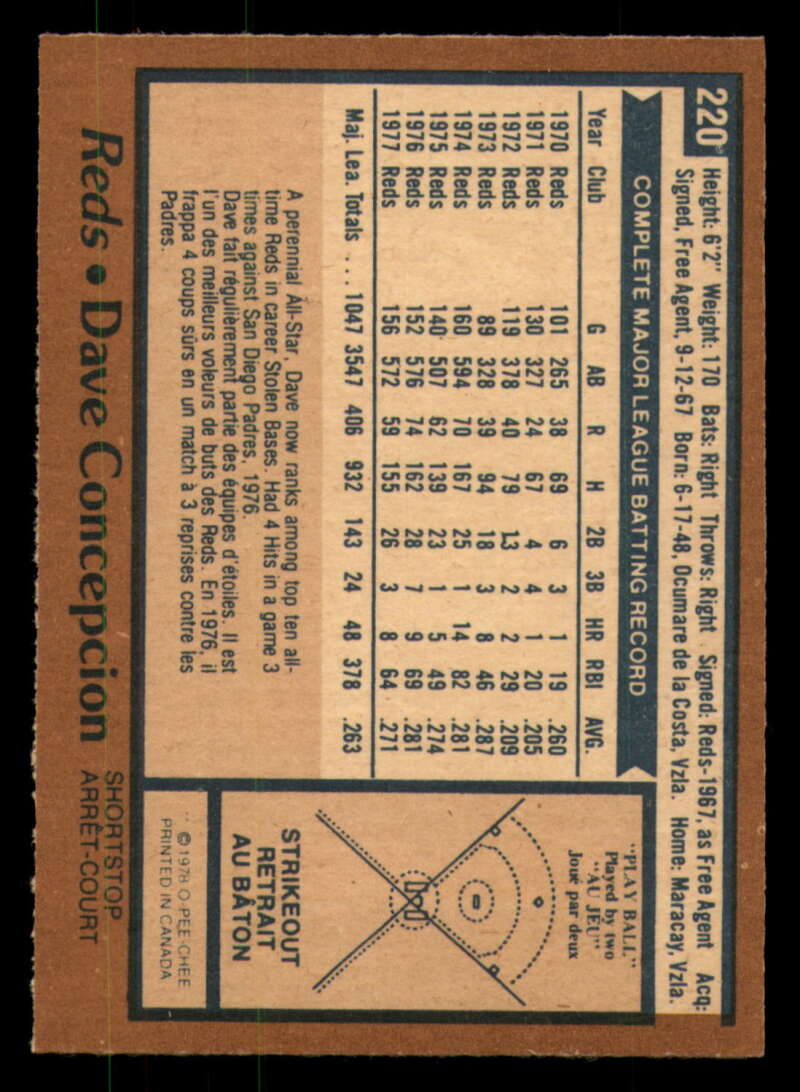 220
Height: 6'2" Weight: 170 Bats: Right Throws: Right Signed: Reds-1967, as Free Agent Acq:
Signed, Free Agent, 9-12-67 Born: 6-17-48, Ocumare de la Costa, Vzla. Home: Maracay, Vzla.
COMPLETE MAJOR LEAGUE BATTING RECORD
Year Club G AB R H 2B 3B HR RBI AVG.
1970 Reds 101 265 38 69 6 3 1 19 .260
1971 Reds 130 327 24 67 4 4 1 20 .205
1972 Reds 119 378 40 79 13 2 2 29 .209
1973 Reds 89 328 39 94 18 3 8 46 .287
1974 Reds 160 594 70 167 25 1 14 82 .281
1975 Reds 140 507 62 139 23 1 5 49 .274
1976 Reds 152 576 74 162 28 7 9 69 .281
1977 Reds 156 572 59 155 26 3 8 64 .271
Maj. Lea. Totals ... 1047 3547 406 932 143 24 48 378 .263
A perennial All-Star, Dave now ranks among top ten all-
time Reds in career Stolen Bases. Had 4 Hits in a game 3
times against San Diego Padres, 1976.
Dave fait régulièrement partie des équipes d'étoiles. Il est
l'un des meilleurs voleurs de buts des Reds. En 1976, il
frappa 4 coups sûrs en un match à 3 reprises contre les
Padres.
"PLAY BALL"
Played by two
"AU JEU"
Joué par deux
STRIKEOUT
RETRAIT
AU BÂTON
©1978 O-PEE-CHEE
PRINTED IN CANADA
Reds • Dave Concepcion
SHORTSTOP
ARRÊT-COURT